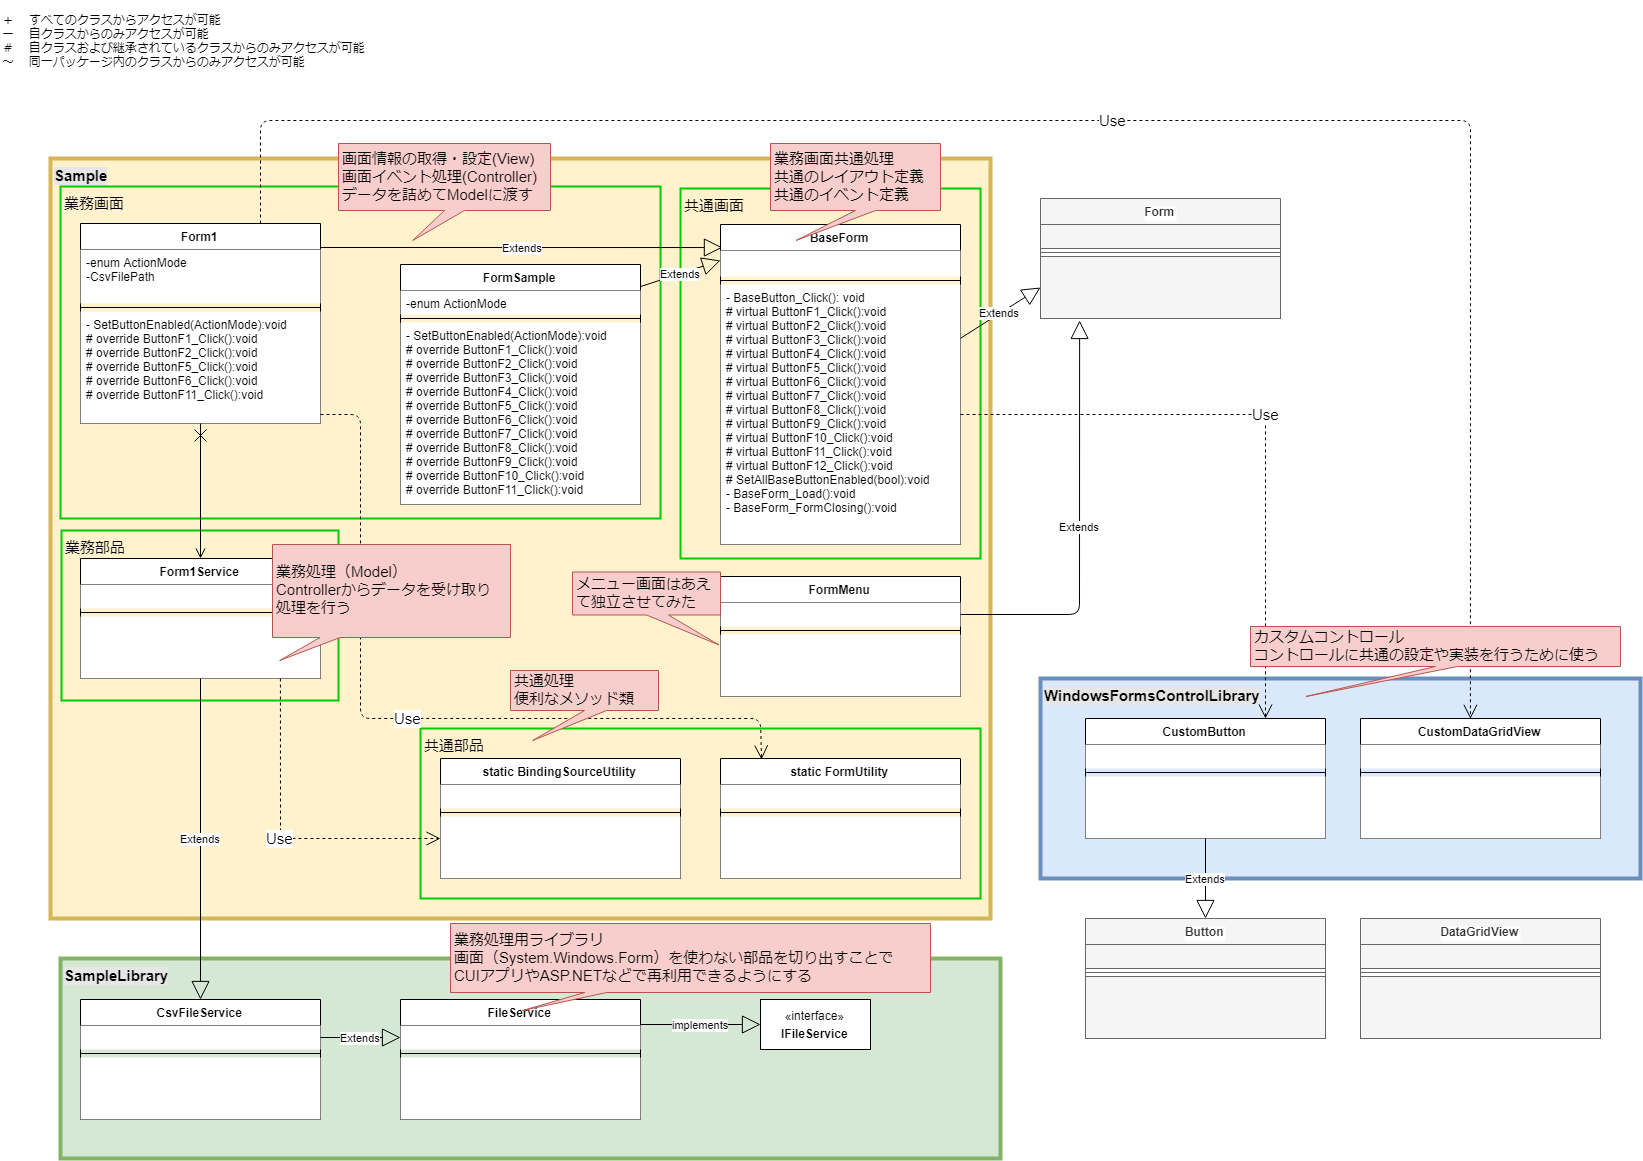 ＋　すべてのクラスからアクセスが可能
ー　自クラスからのみアクセスが可能
＃　自クラスおよび継承されているクラスからのみアクセスが可能
～　同一パッケージ内のクラスからのみアクセスが可能
Use
Sample
画面情報の取得・設定(View)
画面イベント処理(Controller)
データを詰めてModelに渡す
業務画面共通処理
共通のレイアウト定義
共通のイベント定義
業務画面
共通画面
Form1
-enum ActionMode
-CsvFilePath
- SetButtonEnabled(ActionMode):void
# override ButtonF1_Click():void
# override ButtonF2_Click():void
# override ButtonF5_Click():void
# override ButtonF6_Click():void
# override ButtonF11_Click():void
Extends
FormSample
-enum ActionMode
- SetButtonEnabled(ActionMode):void
# override ButtonF1_Click():void
# override ButtonF2_Click():void
# override ButtonF3_Click():void
# override ButtonF4_Click():void
# override ButtonF5_Click():void
# override ButtonF6_Click():void
# override ButtonF7_Click():void
# override ButtonF8_Click():void
# override ButtonF9_Click():void
# override ButtonF10_Click():void
# override ButtonF11_Click():void
Extends
BaseForm
- BaseButton_Click(): void
# virtual ButtonF1_Click():void
# virtual ButtonF2_Click():void
# virtual ButtonF3_Click():void
# virtual ButtonF4_Click():void
# virtual ButtonF5_Click():void
# virtual ButtonF6_Click():void
# virtual ButtonF7_Click():void
# virtual ButtonF8_Click():void
# virtual ButtonF9_Click():void
# virtual ButtonF10_Click():void
# virtual ButtonF11_Click():void
# virtual ButtonF12_Click():void
# SetAllBaseButtonEnabled(bool):void
- BaseForm_Load():void
- BaseForm_FormClosing():void
Form
Extends
Use
Extends
業務部品
Form1Service
業務処理（Model）
Controllerからデータを受け取り
処理を行う
メニュー画面はあえ
て独立させてみた
FormMenu
共通処理
便利なメソッド類
Use
共通部品
static BindingSourceUtility
static FormUtility
Use
Extends
カスタムコントロール
コントロールに共通の設定や実装を行うために使う
WindowsFormsControlLibrary
CustomButton
CustomDataGridView
Extends
Button
DataGridView
業務処理用ライブラリ
画面（System.Windows.Form）を使わない部品を切り出すことで
CUIアプリやASP.NETなどで再利用できるようにする
SampleLibrary
CsvFileService
Extends
FileService
implements
«interface»
IFileService